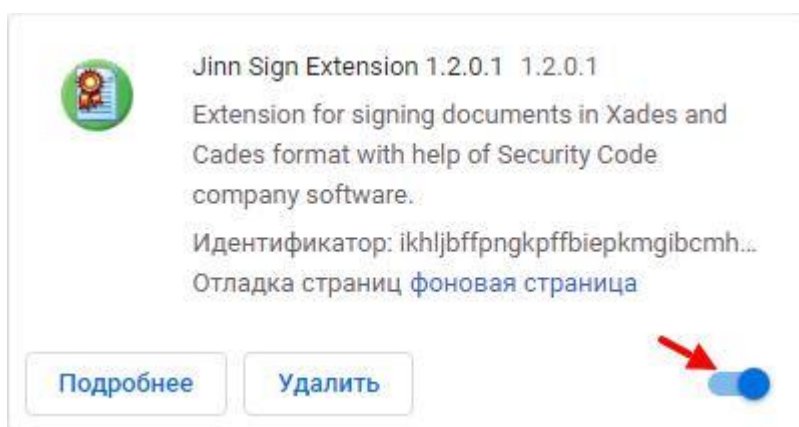 Jinn Sign Extension 1.2.0.1 1.2.0.1
Extension for signing documents in Xades and
Cades format with help of Security Code
company software.
Идентификатор: ikhljbffpngkpffbiepkmgibcmh...
Отладка страниц фоновая страница
Подробнее Удалить